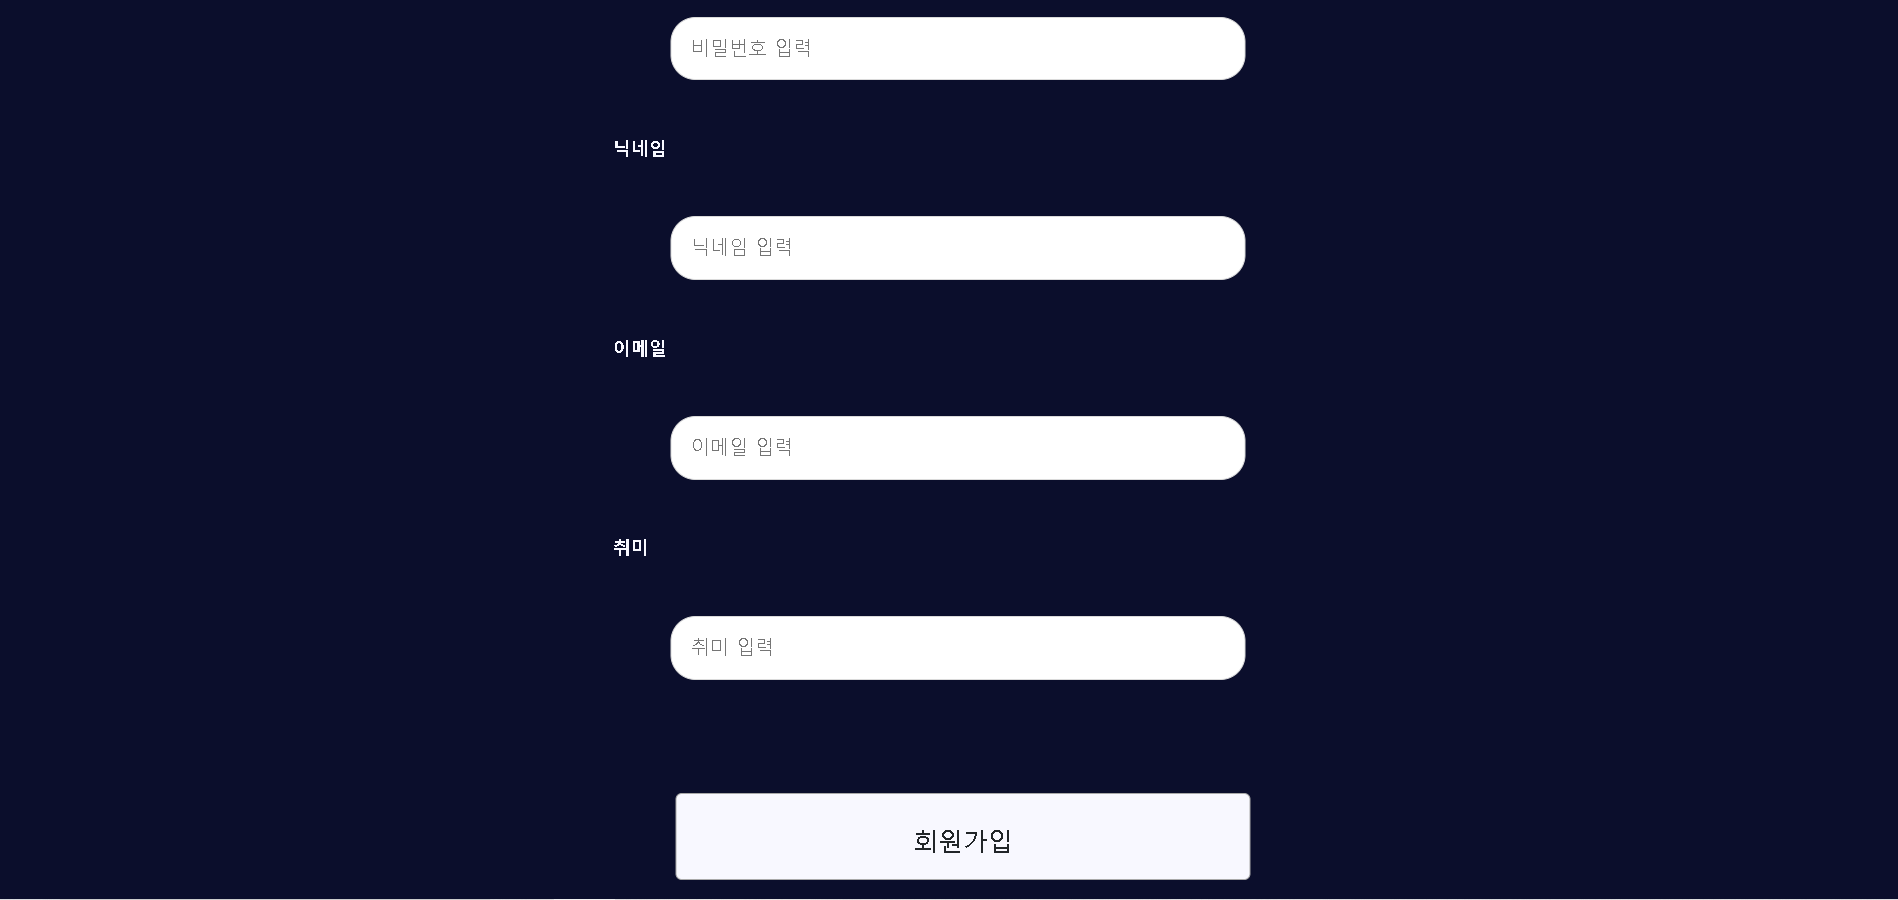 비밀번호 입력
닉네임
닉네임 입력
이메일
이메일 입력
취미
취미 입력
회원가입